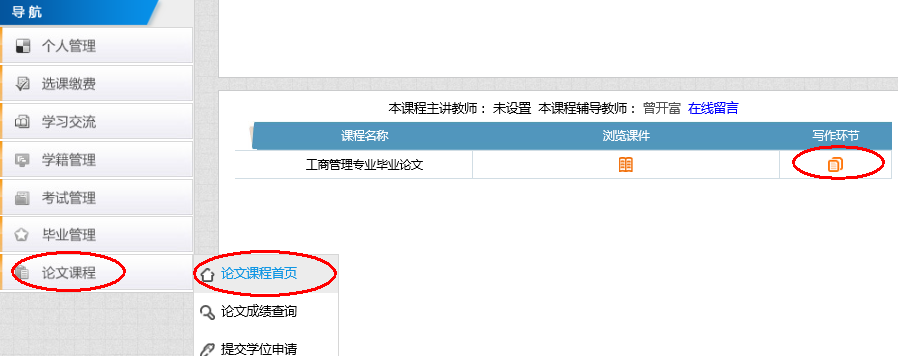 导航
个人管理
选课缴费
学习交流
学籍管理
考试管理
毕业管理
论文课程
本课程主讲教师： 未设置 本课程辅导教师： 曾开富 在线留言
课程名称 浏览课件 写作环节
工商管理专业毕业论文
论文课程首页
论文成绩查询
提交学位申请